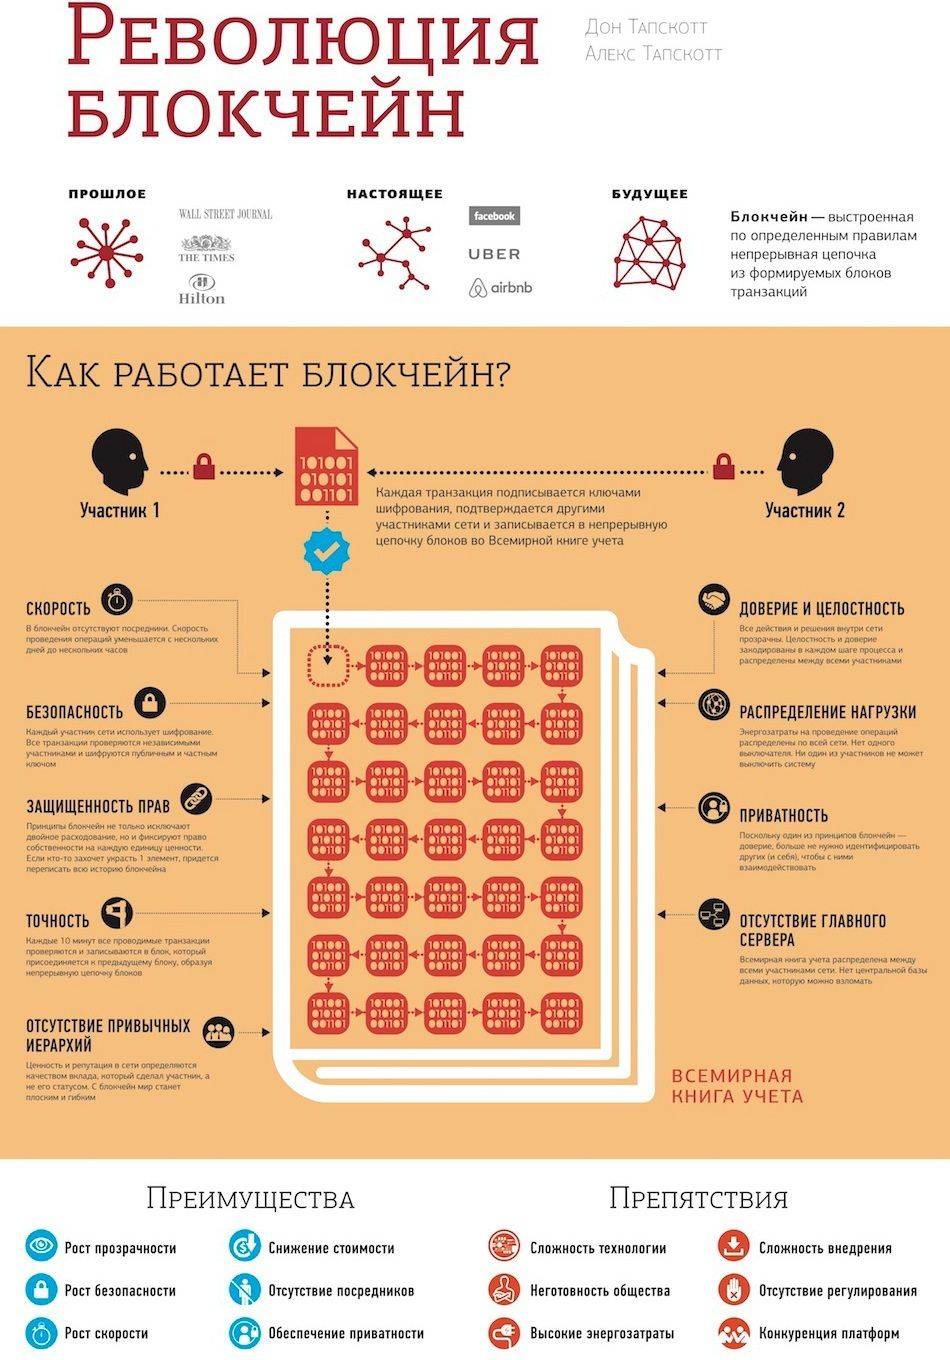 Революция
блокчейн
Дон Тапскотт
Алекс Тапскотт
ПРОШЛОЕ
WALL STREET JOURNAL
THE TIMES
Hilton
НАСТОЯЩЕЕ
facebook
UBER
airbnb
БУДУЩЕЕ
Блокчейн — выстроенная
по определенным правилам
непрерывная цепочка
из формируемых блоков
транзакций
Как работает блокчейн?
Участник 1
101001
01101
001101
Участник 2
Каждая транзакция подписывается ключами
шифрования, подтверждается другими
участниками сети и записывается в непрерывную
цепочку блоков во Всемирной книге учета
СКОРОСТЬ
В блокчейн отсутствуют посредники. Скорость
проведения операций уменьшается с нескольких
дней до нескольких часов
БЕЗОПАСНОСТЬ
Каждый участник сети использует шифрование.
Все транзакции проверяются независимыми
участниками и шифруются публичным и частным
ключом
ЗАЩИЩЕННОСТЬ ПРАВ
Принципы блокчейн не только исключают
двойное расходование, но и фиксируют право
собственности на каждую единицу ценности.
Если кто-то захочет украсть 1 элемент, придется
переписать всю историю блокчейна
ТОЧНОСТЬ
Каждые 10 минут все проводимые транзакции
проверяются и записываются в блок, который
присоединяется к предыдущему блоку, образуя
непрерывную цепочку блоков
ОТСУТСТВИЕ ПРИВЫЧНЫХ
ИЕРАРХИЙ
Ценность и репутация в сети определяются
качеством вклада, который сделал участник, а
не его статусом. С блокчейн мир станет
плоским и гибким
ДОВЕРИЕ И ЦЕЛОСТНОСТЬ
Все действия и решения внутри сети
прозрачны. Целостность и доверие
закодированы в каждом шаге процесса и
распределены между всеми участниками
РАСПРЕДЕЛЕНИЕ НАГРУЗКИ
Энергозатраты на проведение операций
распределены по всей сети. Нет одного
выключателя. Ни один из участников не может
выключить систему
ПРИВАТНОСТЬ
Поскольку один из принципов блокчейн —
доверие, больше не нужно идентифицировать
других (и себя), чтобы с ними
взаимодействовать
ОТСУТСТВИЕ ГЛАВНОГО
СЕРВЕРА
Всемирная книга учета распределена между
всеми участниками сети. Нет центральной базы
данных, которую можно взломать
ВСЕМИРНАЯ
КНИГА УЧЕТА
Преимущества
Рост прозрачности
Рост безопасности
Рост скорости
Снижение стоимости
Отсутствие посредников
Обеспечение приватности
Препятствия
Сложность технологии
Неготовность общества
Высокие энергозатраты
Сложность внедрения
Отсутствие регулирования
Конкуренция платформ